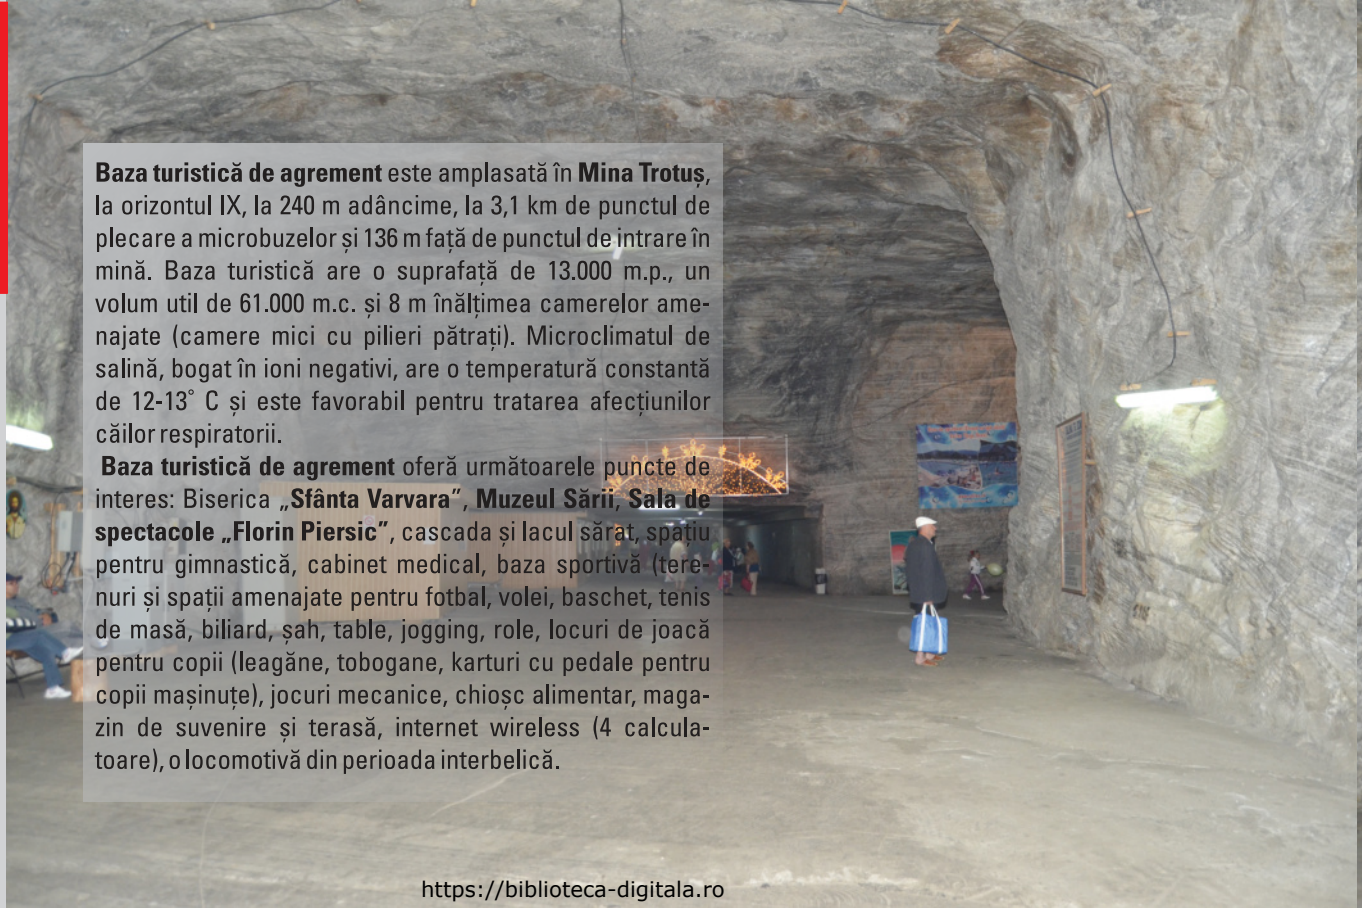 Baza turistică de agrement este amplasată în Mina Trotuș,
la orizontul IX, la 240 m adâncime, la 3,1 km de punctul de
plecare a microbuzelor și 136 m față de punctul de intrare în
mină. Baza turistică are o suprafață de 13.000 m.p., un
volum util de 61.000 m.c. și 8 m înălțimea camerelor ame-
najate (camere mici cu pilieri pătrați). Microclimatul de
salină, bogat în ioni negativi, are o temperatură constantă
de 12-13° C și este favorabil pentru tratarea afecțiunilor
căilor respiratorii.
Baza turistică de agrement oferă următoarele puncte de
interes: Biserica „Sfânta Varvara”, Muzeul Sării, Sala de
spectacole „Florin Piersic”, cascada și lacul sărat, spațiu
pentru gimnastică, cabinet medical, baza sportivă (tere-
nuri și spații amenajate pentru fotbal, volei, baschet, tenis
de masă, biliard, șah, table, jogging, role, locuri de joacă
pentru copii (leagăne, tobogane, karturi cu pedale pentru
copii mașinuțe), jocuri mecanice, chioșc alimentar, maga-
zin de suvenire și terasă, internet wireless (4 calcula-
toare), o locomotivă din perioada interbelică.
https://biblioteca-digitala.ro